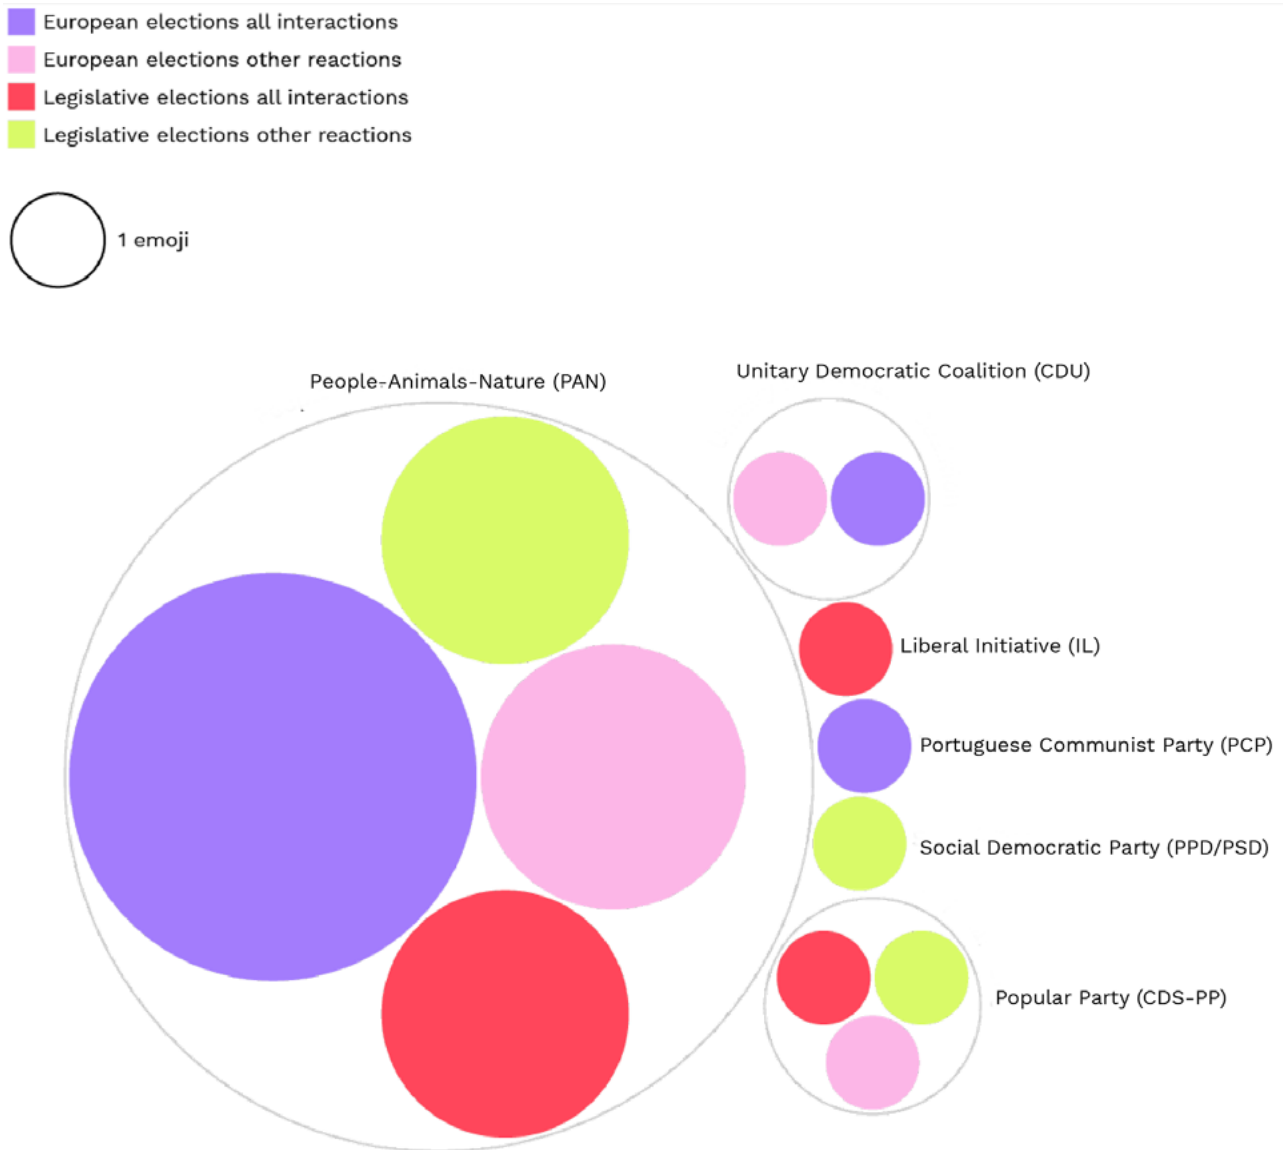 European elections all interactions
European elections other reactions
Legislative elections all interactions
Legislative elections other reactions
1 emoji
People-Animals-Nature (PAN)
Unitary Democratic Coalition (CDU)
Liberal Initiative (IL)
Portuguese Communist Party (PCP)
Social Democratic Party (PPD/PSD)
Popular Party (CDS-PP)